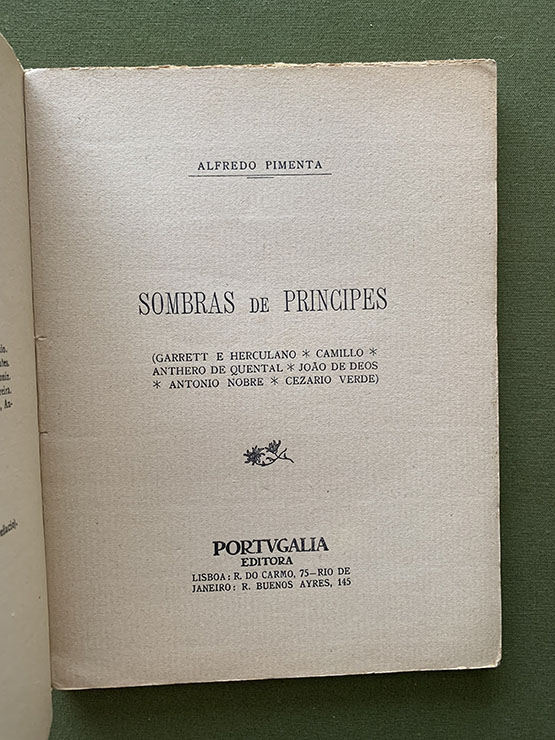 ALFREDO PIMENTA
SOMBRAS DE PRINCIPES
(GARRETT E HERCULANO * CAMILLO *
ANTHERO DE QUENTAL * JOÃO DE DEOS
* ANTONIO NOBRE * CEZARIO VERDE)
PORTVGALIA
EDITORA
LISBOA: R. DO CARMO, 75—RIO DE
JANEIRO: R. BUENOS AYRES, 145